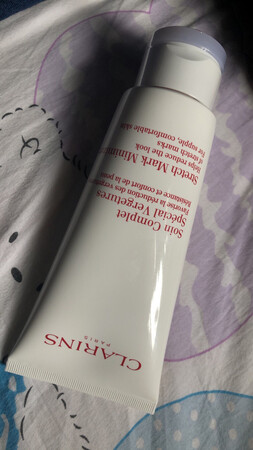 CLARINS
PARIS
Soin Complet
Spécial Vergetures
Favorise la réduction des
et confort de la peau
Stretch Mark
Helps reduce the look
of stretch marks
For supple, comfortable skin